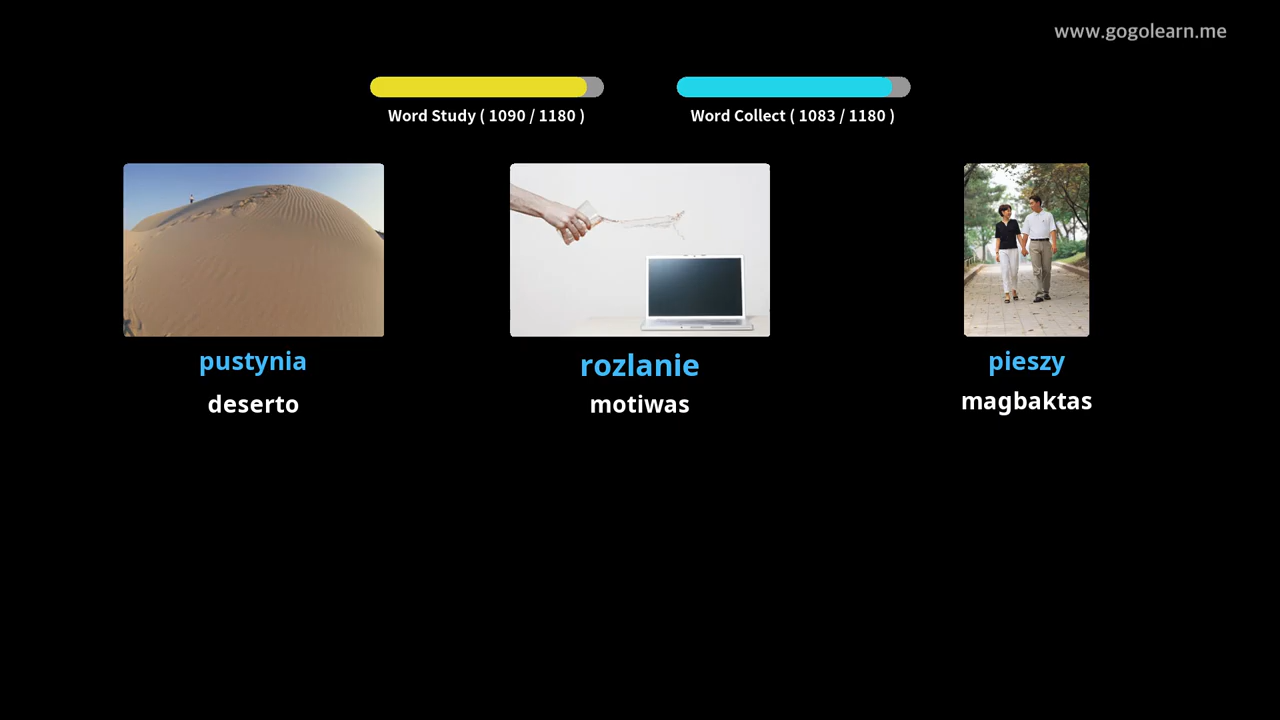 www.gogolearn.me
Word Study ( 1090 / 1180 )
Word Collect ( 1083 / 1180 )
pustynia
rozlanie
pieszy
deserto
motiwas
magbaktas